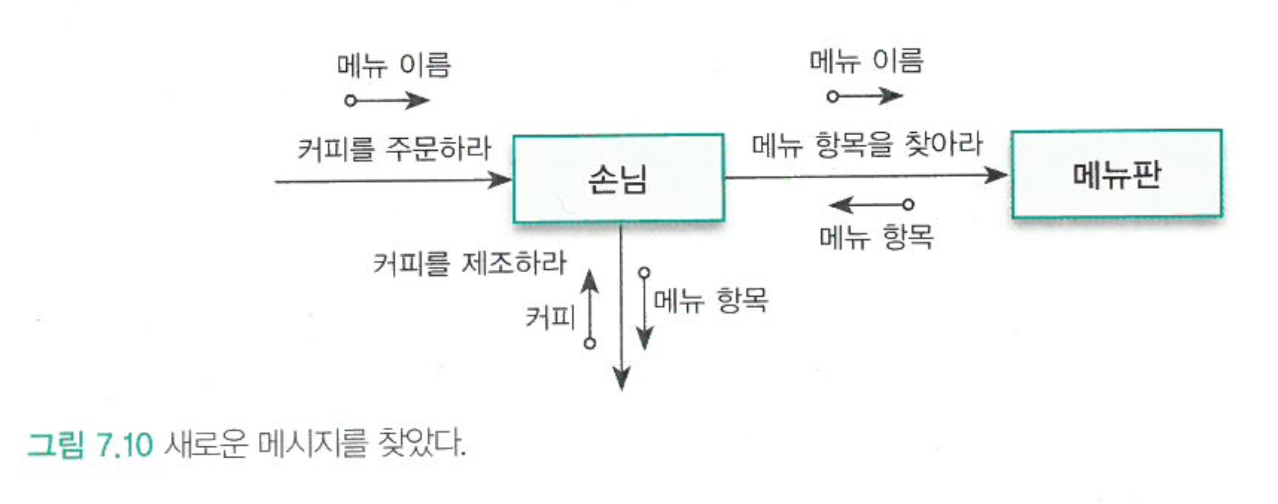 메뉴 이름
메뉴 이름
커피를 주문하라
손님
메뉴 항목을 찾아라
메뉴판
메뉴 항목
커피를 제조하라
커피
메뉴 항목
그림 7.10 새로운 메시지를 찾았다.